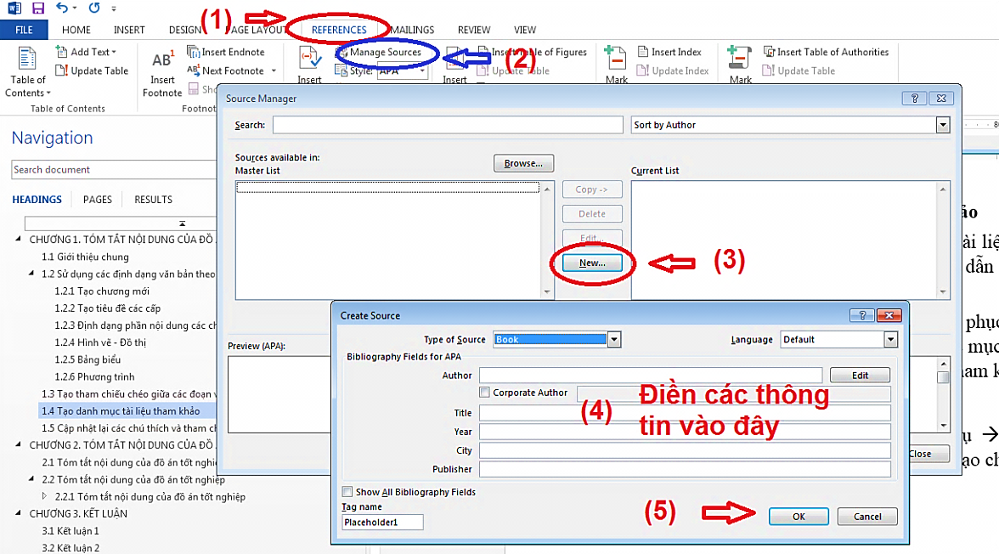 (1)
FILE HOME INSERT DESIGN PAGE LAYOUT REFERENCES MAILINGS REVIEW VIEW
Add Text AB¹ Insert Endnote Manage Sources (2) Insert Table of Figures Insert Index Insert Table of Authorities
Update Table Next Footnote Style: APA Update Table Update Index Update Table
Table of Contents
Insert Footnote
Insert
Insert
Mark
Mark
Table of Contents
Footnot
Source Manager
Search: Sort by Author
Sources available in:
Master List
Browse...
Current List
Copy ->
Delete
Edit...
New...
(3)
Preview (APA):
Close
Navigation
Search document
HEADINGS PAGES RESULTS
CHƯƠNG 1. TÓM TẮT NỘI DUNG CỦA ĐỒ
1.1 Giới thiệu chung
1.2 Sử dụng các định dạng văn bản theo
1.2.1 Tạo chương mới
1.2.2 Tạo tiêu đề các cấp
1.2.3 Định dạng phần nội dung các ch
1.2.4 Hình vẽ - Đồ thị
1.2.5 Bảng biểu
1.2.6 Phương trình
1.3 Tạo tham chiếu chéo giữa các đoạn v
1.4 Tạo danh mục tài liệu tham khảo
1.5 Cập nhật lại các chú thích và tham ch
CHƯƠNG 2. TÓM TẮT NỘI DUNG CỦA ĐỒ
2.1 Tóm tắt nội dung của đồ án tốt nghiệ
2.2 Tóm tắt nội dung của đồ án tốt nghiệp
2.2.1 Tóm tắt nội dung của đồ án tốt nghiệp
CHƯƠNG 3. KẾT LUẬN
3.1 Kết luận 1
3.2 Kết luận 2
Create Source
Type of Source Book Language Default
Bibliography Fields for APA
Author Edit
Corporate Author
Title
Year
City
Publisher
(4) Điền các thông
tin vào đây
Show All Bibliography Fields
Tag name
Placeholder1
(5)
OK Cancel
ảo
ài liệ
dẫn
phục
mục
ham k
ụ →
ạo ch